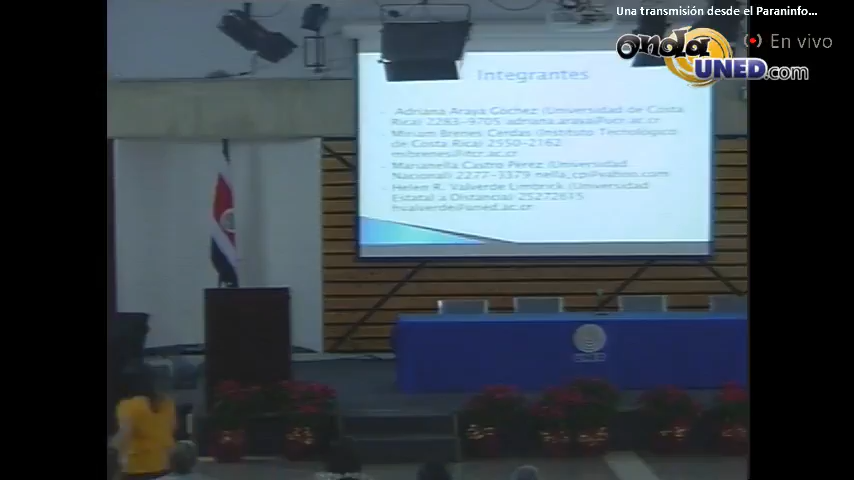 Una transmisión desde el Paraninfo...
onda
UNED.com
En vivo
Integrantes
Adriana Araya Góchez (Universidad de Costa
Rica) 2283-9705 adriana.araya@ucr.ac.cr
Miriam Brenes Cerdas (Instituto Tecnológico
de Costa Rica) 2550-2162
mibrenes@itcr.ac.cr
Marianella Castro Pérez (Universidad
Nacional) 2277-3379 nella_cp@yahoo.com
Helen R. Valverde Limbrick (Universidad
Estatal a Distancia) 25272615
hvalverde@uned.ac.cr